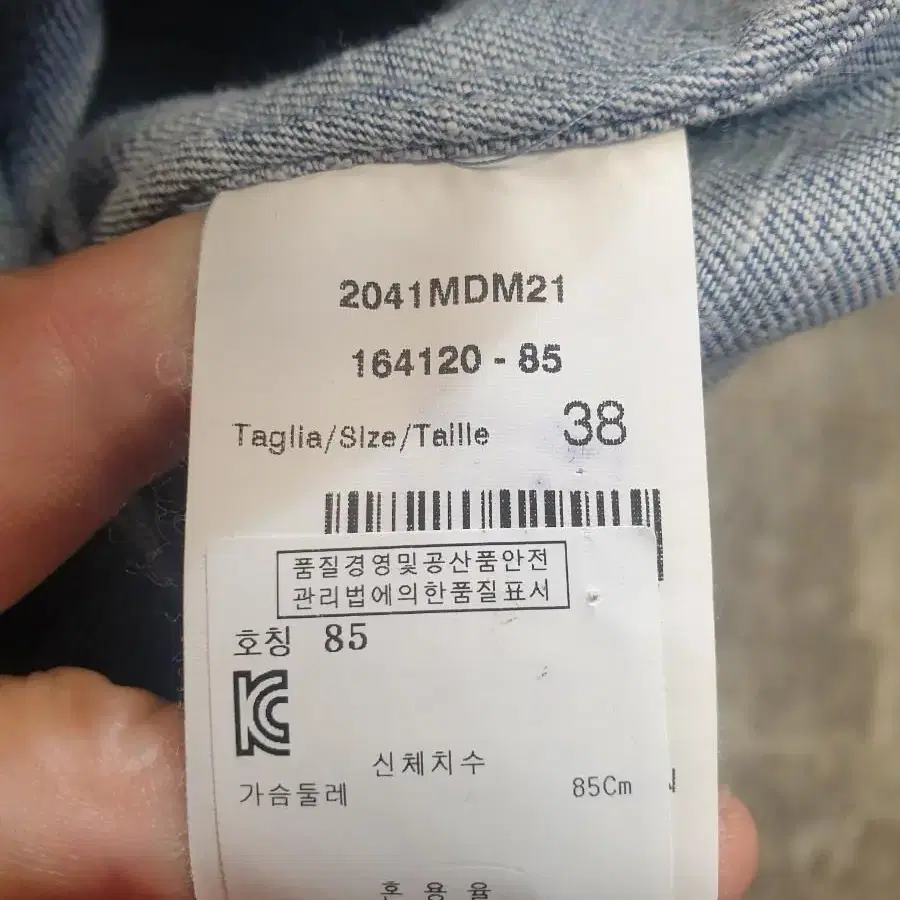 2041MDM21
164120 - 85
Taglia/Size/Taille 38
품질경영및공산품안전
관리법에의한품질표서
호칭 85
KC
신체치수
가슴둘레 85Cm
혼용율